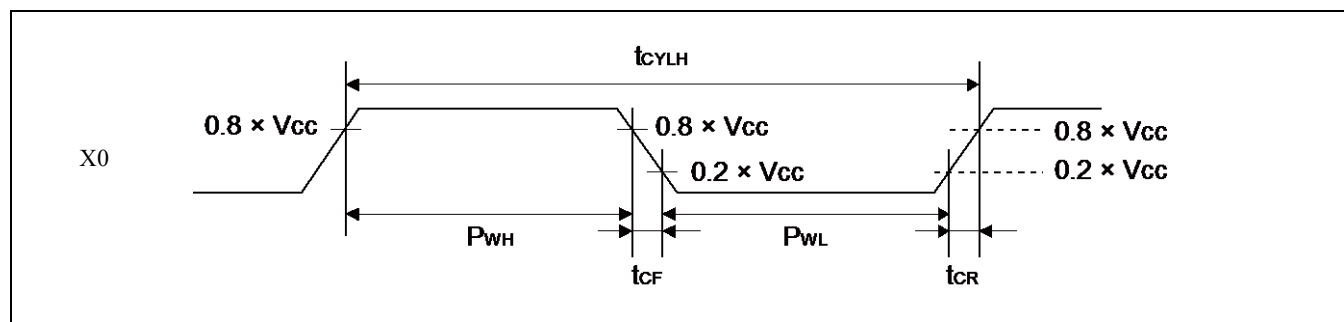 tCYLH
0.8 × VCC 0.8 × VCC 0.8 × VCC
X0 0.2 × VCC 0.2 × VCC
PWH PWL
tCF tCR